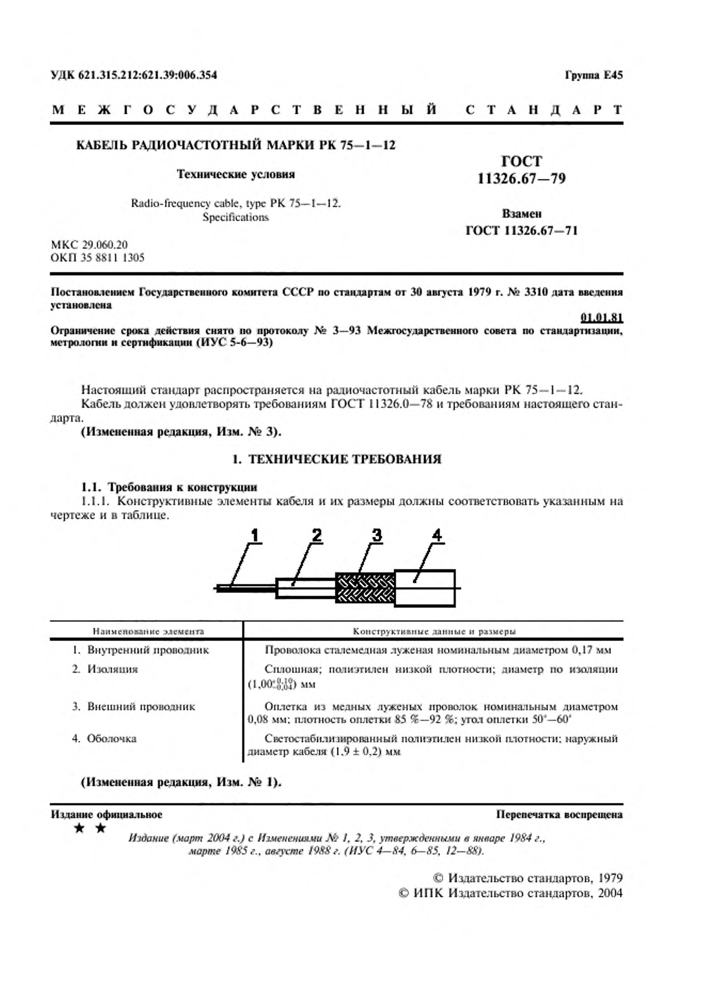 УДК 621.315.212:621.39:006.354
Группа Е45
МЕЖГОСУДАРСТВЕННЫЙ СТАНДАРТ
КАБЕЛЬ РАДИОЧАСТОТНЫЙ МАРКИ РК 75—1—12
Технические условия
Radio-frequency cable, type РК 75—1—12.
Specifications
МКС 29.060.20
ОКП 35 8811 1305
ГОСТ
11326.67—79
Взамен
ГОСТ 11326.67—71
Постановлением Государственного комитета СССР по стандартам от 30 августа 1979 г. № 3310 дата введения
установлена
01.01.81
Ограничение срока действия снято по протоколу № 3—93 Межгосударственного совета по стандартизации,
метрологии и сертификации (ИУС 5-6—93)
Настоящий стандарт распространяется на радиочастотный кабель марки РК 75—1—12.
Кабель должен удовлетворять требованиям ГОСТ 11326.0—78 и требованиям настоящего стан-
дарта.
(Измененная редакция, Изм. № 3).
1. ТЕХНИЧЕСКИЕ ТРЕБОВАНИЯ
1.1. Требования к конструкции
1.1.1. Конструктивные элементы кабеля и их размеры должны соответствовать указанным на
чертеже и в таблице.
1 2 3 4
Наименование элемента
Конструктивные данные и размеры
1. Внутренний проводник
Проволока сталемедная луженая номинальным диаметром 0,17 мм
2. Изоляция
Сплошная; полиэтилен низкой плотности; диаметр по изоляции
(1,00+0,10−0,04) мм
3. Внешний проводник
Оплетка из медных луженых проволок номинальным диаметром
0,08 мм; плотность оплетки 85 %—92 %; угол оплетки 50°—60°
4. Оболочка
Светостабилизированный полиэтилен низкой плотности; наружный
диаметр кабеля (1,9 ± 0,2) мм
(Измененная редакция, Изм. № 1).
Издание официальное
Перепечатка воспрещена
★ ★
Издание (март 2004 г.) с Изменениями № 1, 2, 3, утвержденными в январе 1984 г.,
марте 1985 г., августе 1988 г. (ИУС 4—84, 6—85, 12—88).
© Издательство стандартов, 1979
© ИПК Издательство стандартов, 2004